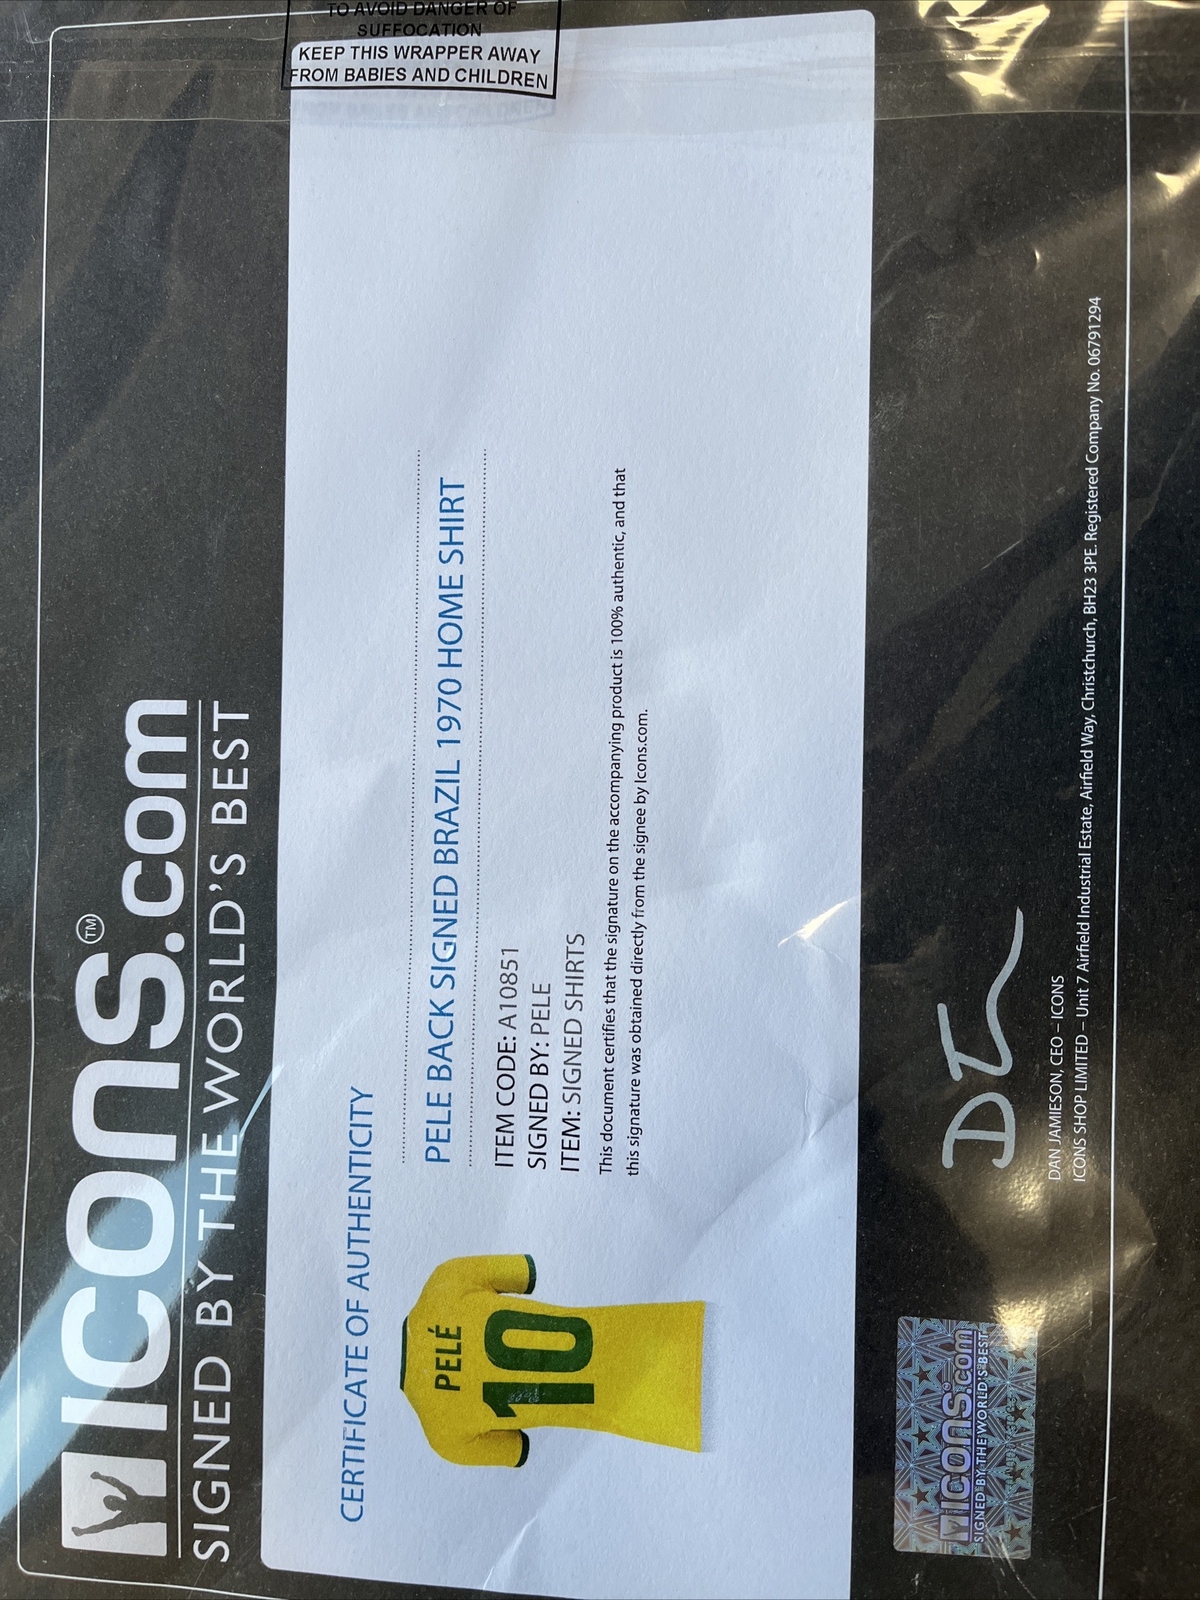 TO AVOID DANGER OF
SUFFOCATION
KEEP THIS WRAPPER AWAY
FROM BABIES AND CHILDREN
ICONS.com™
SIGNED BY THE WORLD'S BEST
CERTIFICATE OF AUTHENTICITY
PELÉ
10
PELE BACK SIGNED BRAZIL 1970 HOME SHIRT
ITEM CODE: A10851
SIGNED BY: PELE
ITEM: SIGNED SHIRTS
This document certifies that the signature on the accompanying product is 100% authentic, and that
this signature was obtained directly from the signee by Icons.com.
DAN JAMIESON, CEO – ICONS
ICONS SHOP LIMITED – Unit 7 Airfield Industrial Estate, Airfield Way, Christchurch, BH23 3PE. Registered Company No. 06791294
ICONS.com
SIGNED BY THE WORLD'S BEST